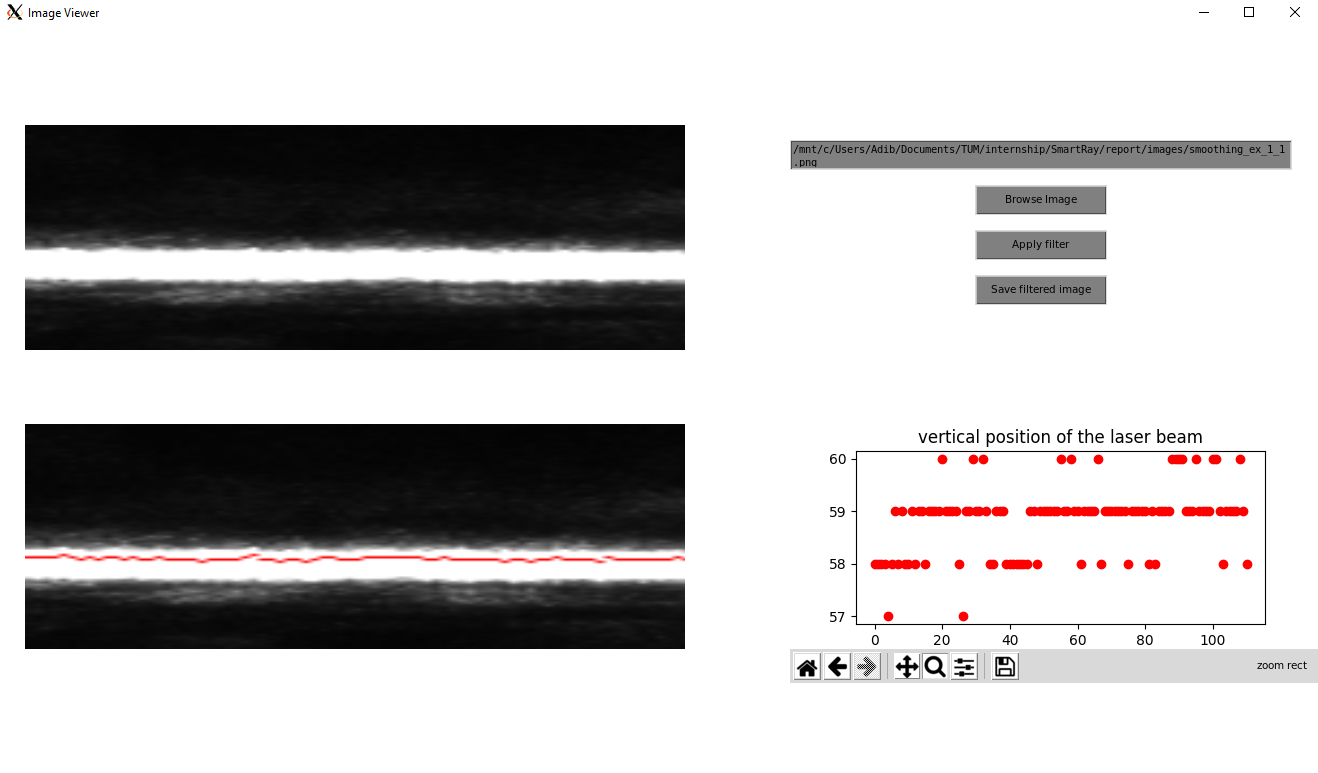 Image Viewer
/mnt/c/Users/Adib/Documents/TUM/internship/SmartRay/report/images/smoothing_ex_1_1
.png
Browse Image
Apply filter
Save filtered image
vertical position of the laser beam
60
59
58
57
0 20 40 60 80 100
zoom rect